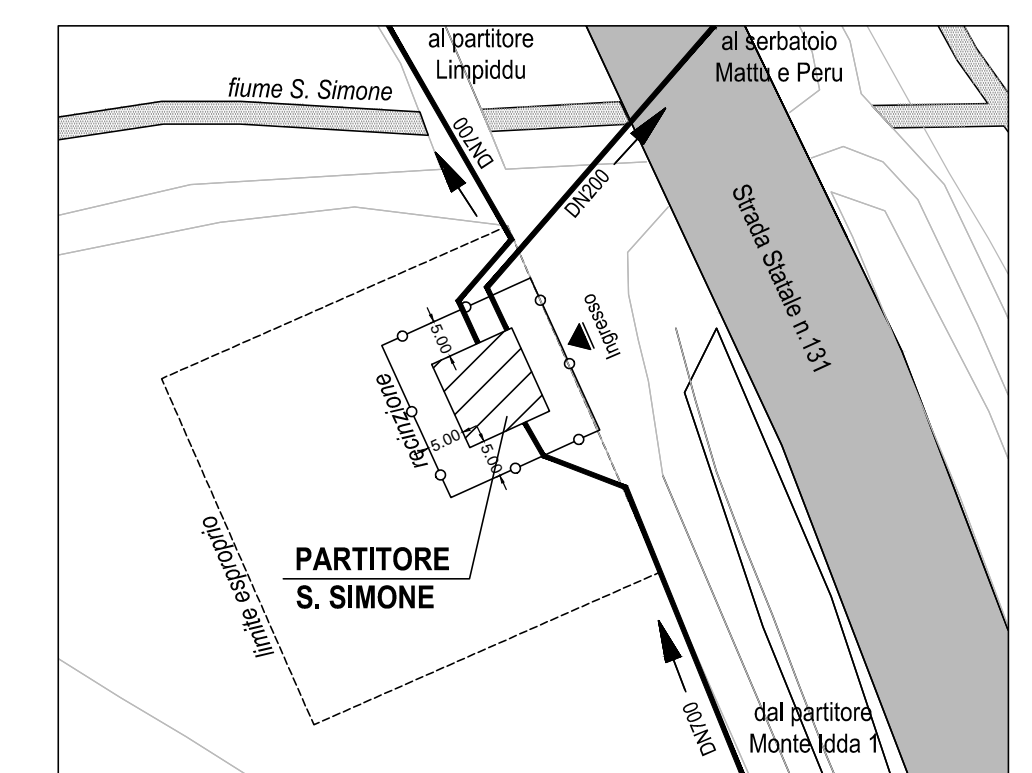 al partitore
Limpiddu
al serbatoio
Mattu e Peru
fiume S. Simone
DN700
DN200
Strada Statale n.131
Ingresso
5.00
recinzione
5.00
5.00
limite esproprio
PARTITORE
S. SIMONE
DN700
dal partitore
Monte Idda 1